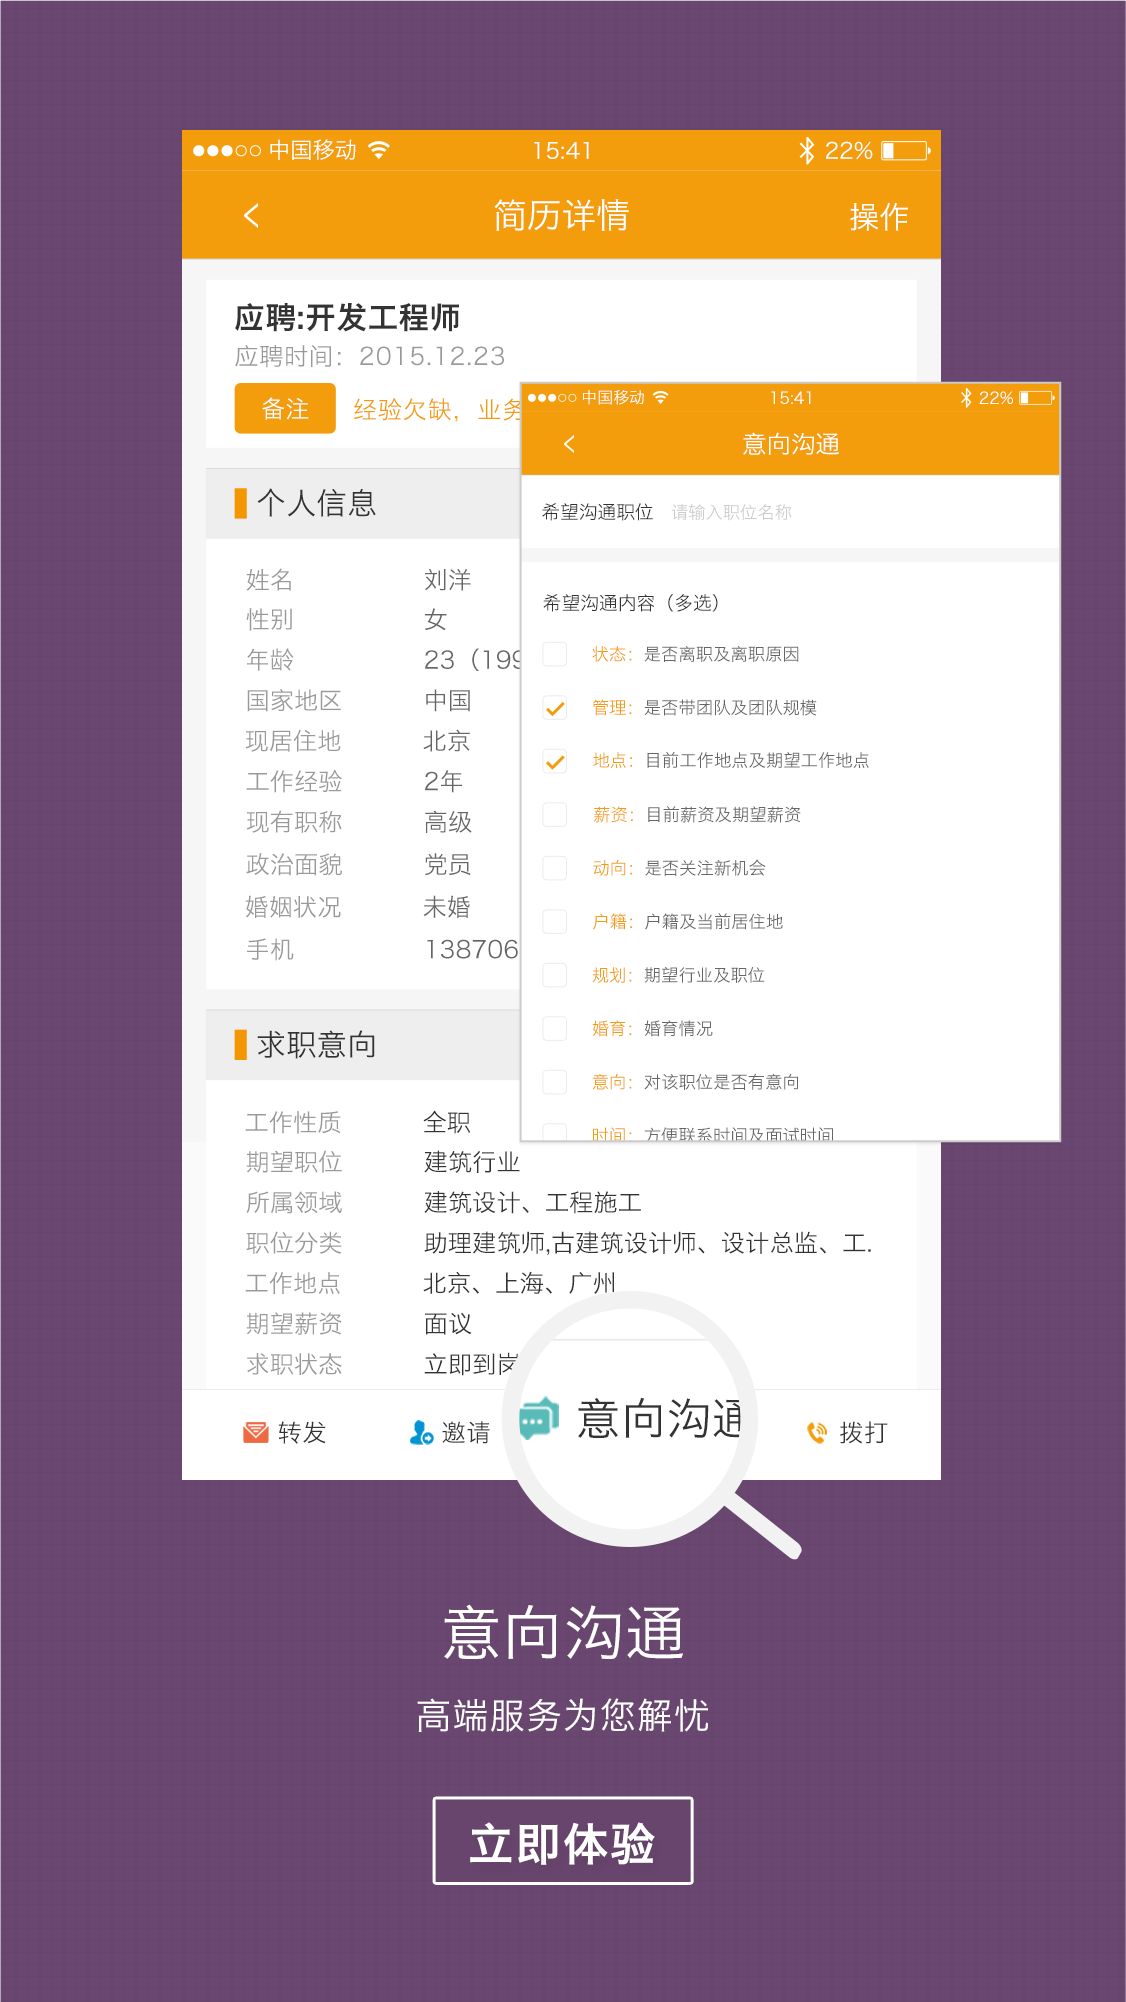 中国移动 15:41 22%
简历详情 操作
应聘:开发工程师
应聘时间：2015.12.23
备注 经验欠缺，业务
个人信息
姓名 刘洋
性别 女
年龄 23（199
国家地区 中国
现居住地 北京
工作经验 2年
现有职称 高级
政治面貌 党员
婚姻状况 未婚
手机 138706
求职意向
工作性质 全职
期望职位 建筑行业
所属领域 建筑设计、工程施工
职位分类 助理建筑师,古建筑设计师、设计总监、工.
工作地点 北京、上海、广州
期望薪资 面议
求职状态 立即到岗
转发 邀请 意向沟通 拨打
中国移动 15:41 22%
意向沟通
希望沟通职位 请输入职位名称
希望沟通内容（多选）
状态：是否离职及离职原因
管理：是否带团队及团队规模
地点：目前工作地点及期望工作地点
薪资：目前薪资及期望薪资
动向：是否关注新机会
户籍：户籍及当前居住地
规划：期望行业及职位
婚育：婚育情况
意向：对该职位是否有意向
时间：方便联系时间及面试时间
意向沟通
高端服务为您解忧
立即体验